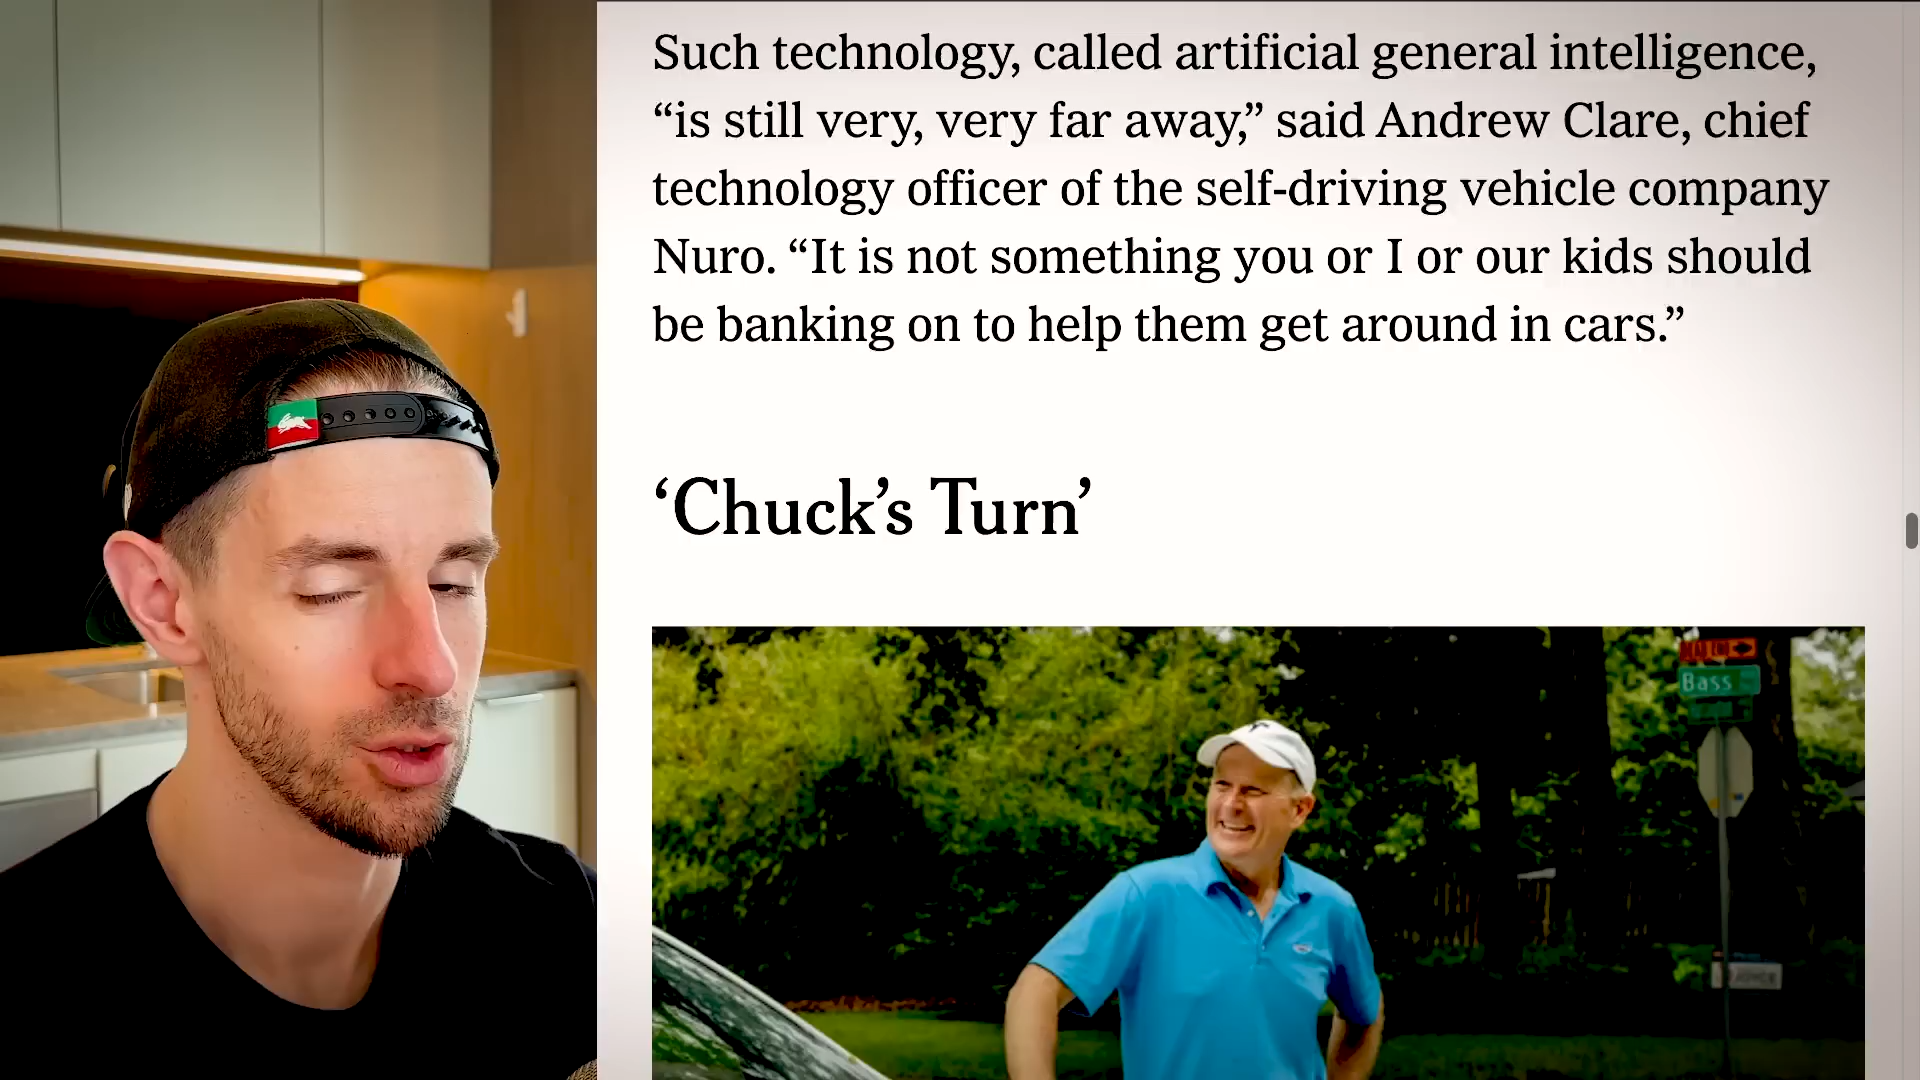 Such technology, called artificial general intelligence,
“is still very, very far away,” said Andrew Clare, chief
technology officer of the self-driving vehicle company
Nuro. “It is not something you or I or our kids should
be banking on to help them get around in cars.”
‘Chuck’s Turn’
Bass